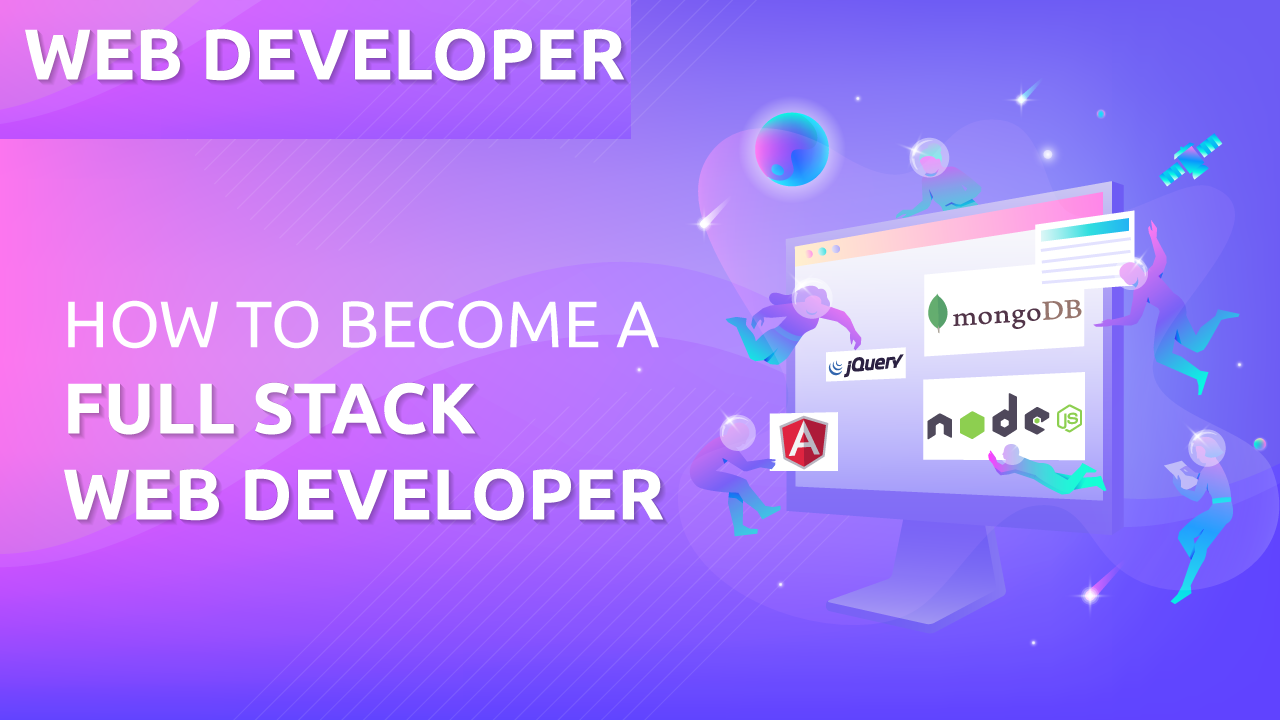 WEB DEVELOPER
HOW TO BECOME A
FULL STACK
WEB DEVELOPER
mongoDB
jQuery
node
JS
A